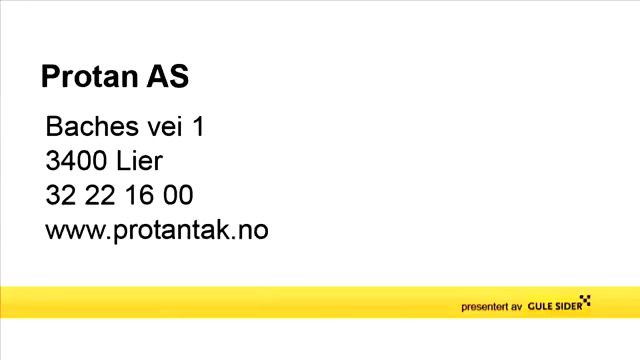 Protan AS
Baches vei 1
3400 Lier
32 22 16 00
www.protantak.no
presentert av GULE SIDER